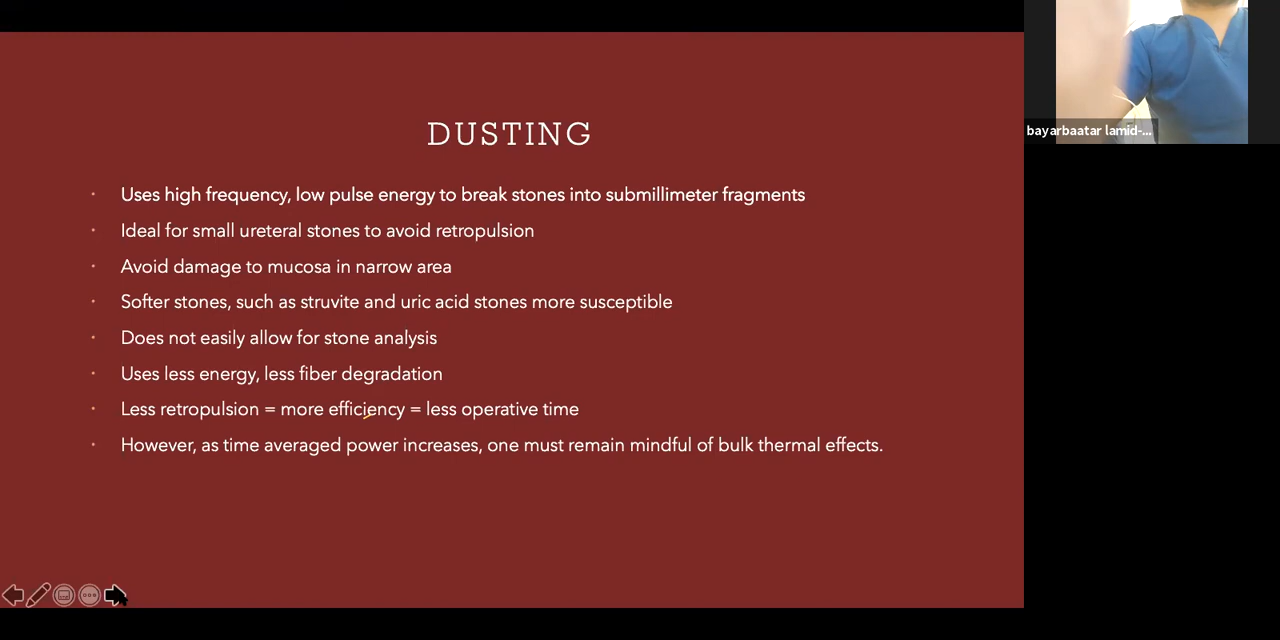 DUSTING
Uses high frequency, low pulse energy to break stones into submillimeter fragments
Ideal for small ureteral stones to avoid retropulsion
Avoid damage to mucosa in narrow area
Softer stones, such as struvite and uric acid stones more susceptible
Does not easily allow for stone analysis
Uses less energy, less fiber degradation
Less retropulsion = more efficiency = less operative time
However, as time averaged power increases, one must remain mindful of bulk thermal effects.
bayarbaatar lamid-...